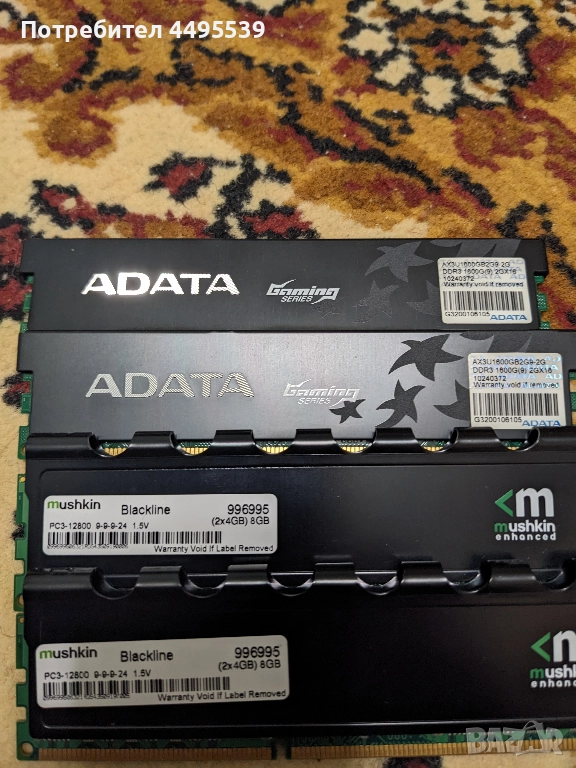 Потребител 4495539
ADATA
Gaming
SERIES
AX3U1600GB2G9-2G
DDR3 1600G(9) 2GX16
10240372
Warranty void if removed
G3200106105 ADATA
ADATA
Gaming
SERIES
AX3U1600GB2G9-2G
DDR3 1600G(9) 2GX16
10240372
Warranty void if removed
G3200106105 ADATA
mushkin Blackline 996995
(2x4GB) 8GB
PC3-12800 9-9-9-24 1.5V
Warranty Void If Label Removed
mushkin
enhanced
mushkin Blackline 996995
(2x4GB) 8GB
PC3-12800 9-9-9-24 1.5V
Warranty Void If Label Removed
mushk
enhan
BAZAR